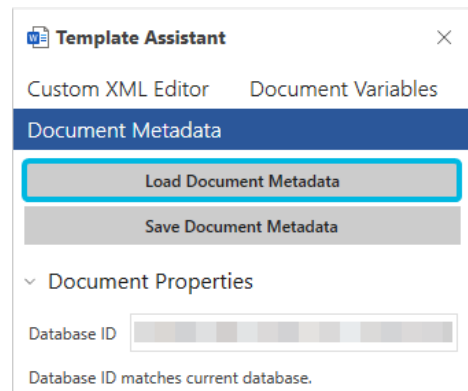 Template Assistant
Custom XML Editor Document Variables
Document Metadata
Load Document Metadata
Save Document Metadata
Document Properties
Database ID
Database ID matches current database.